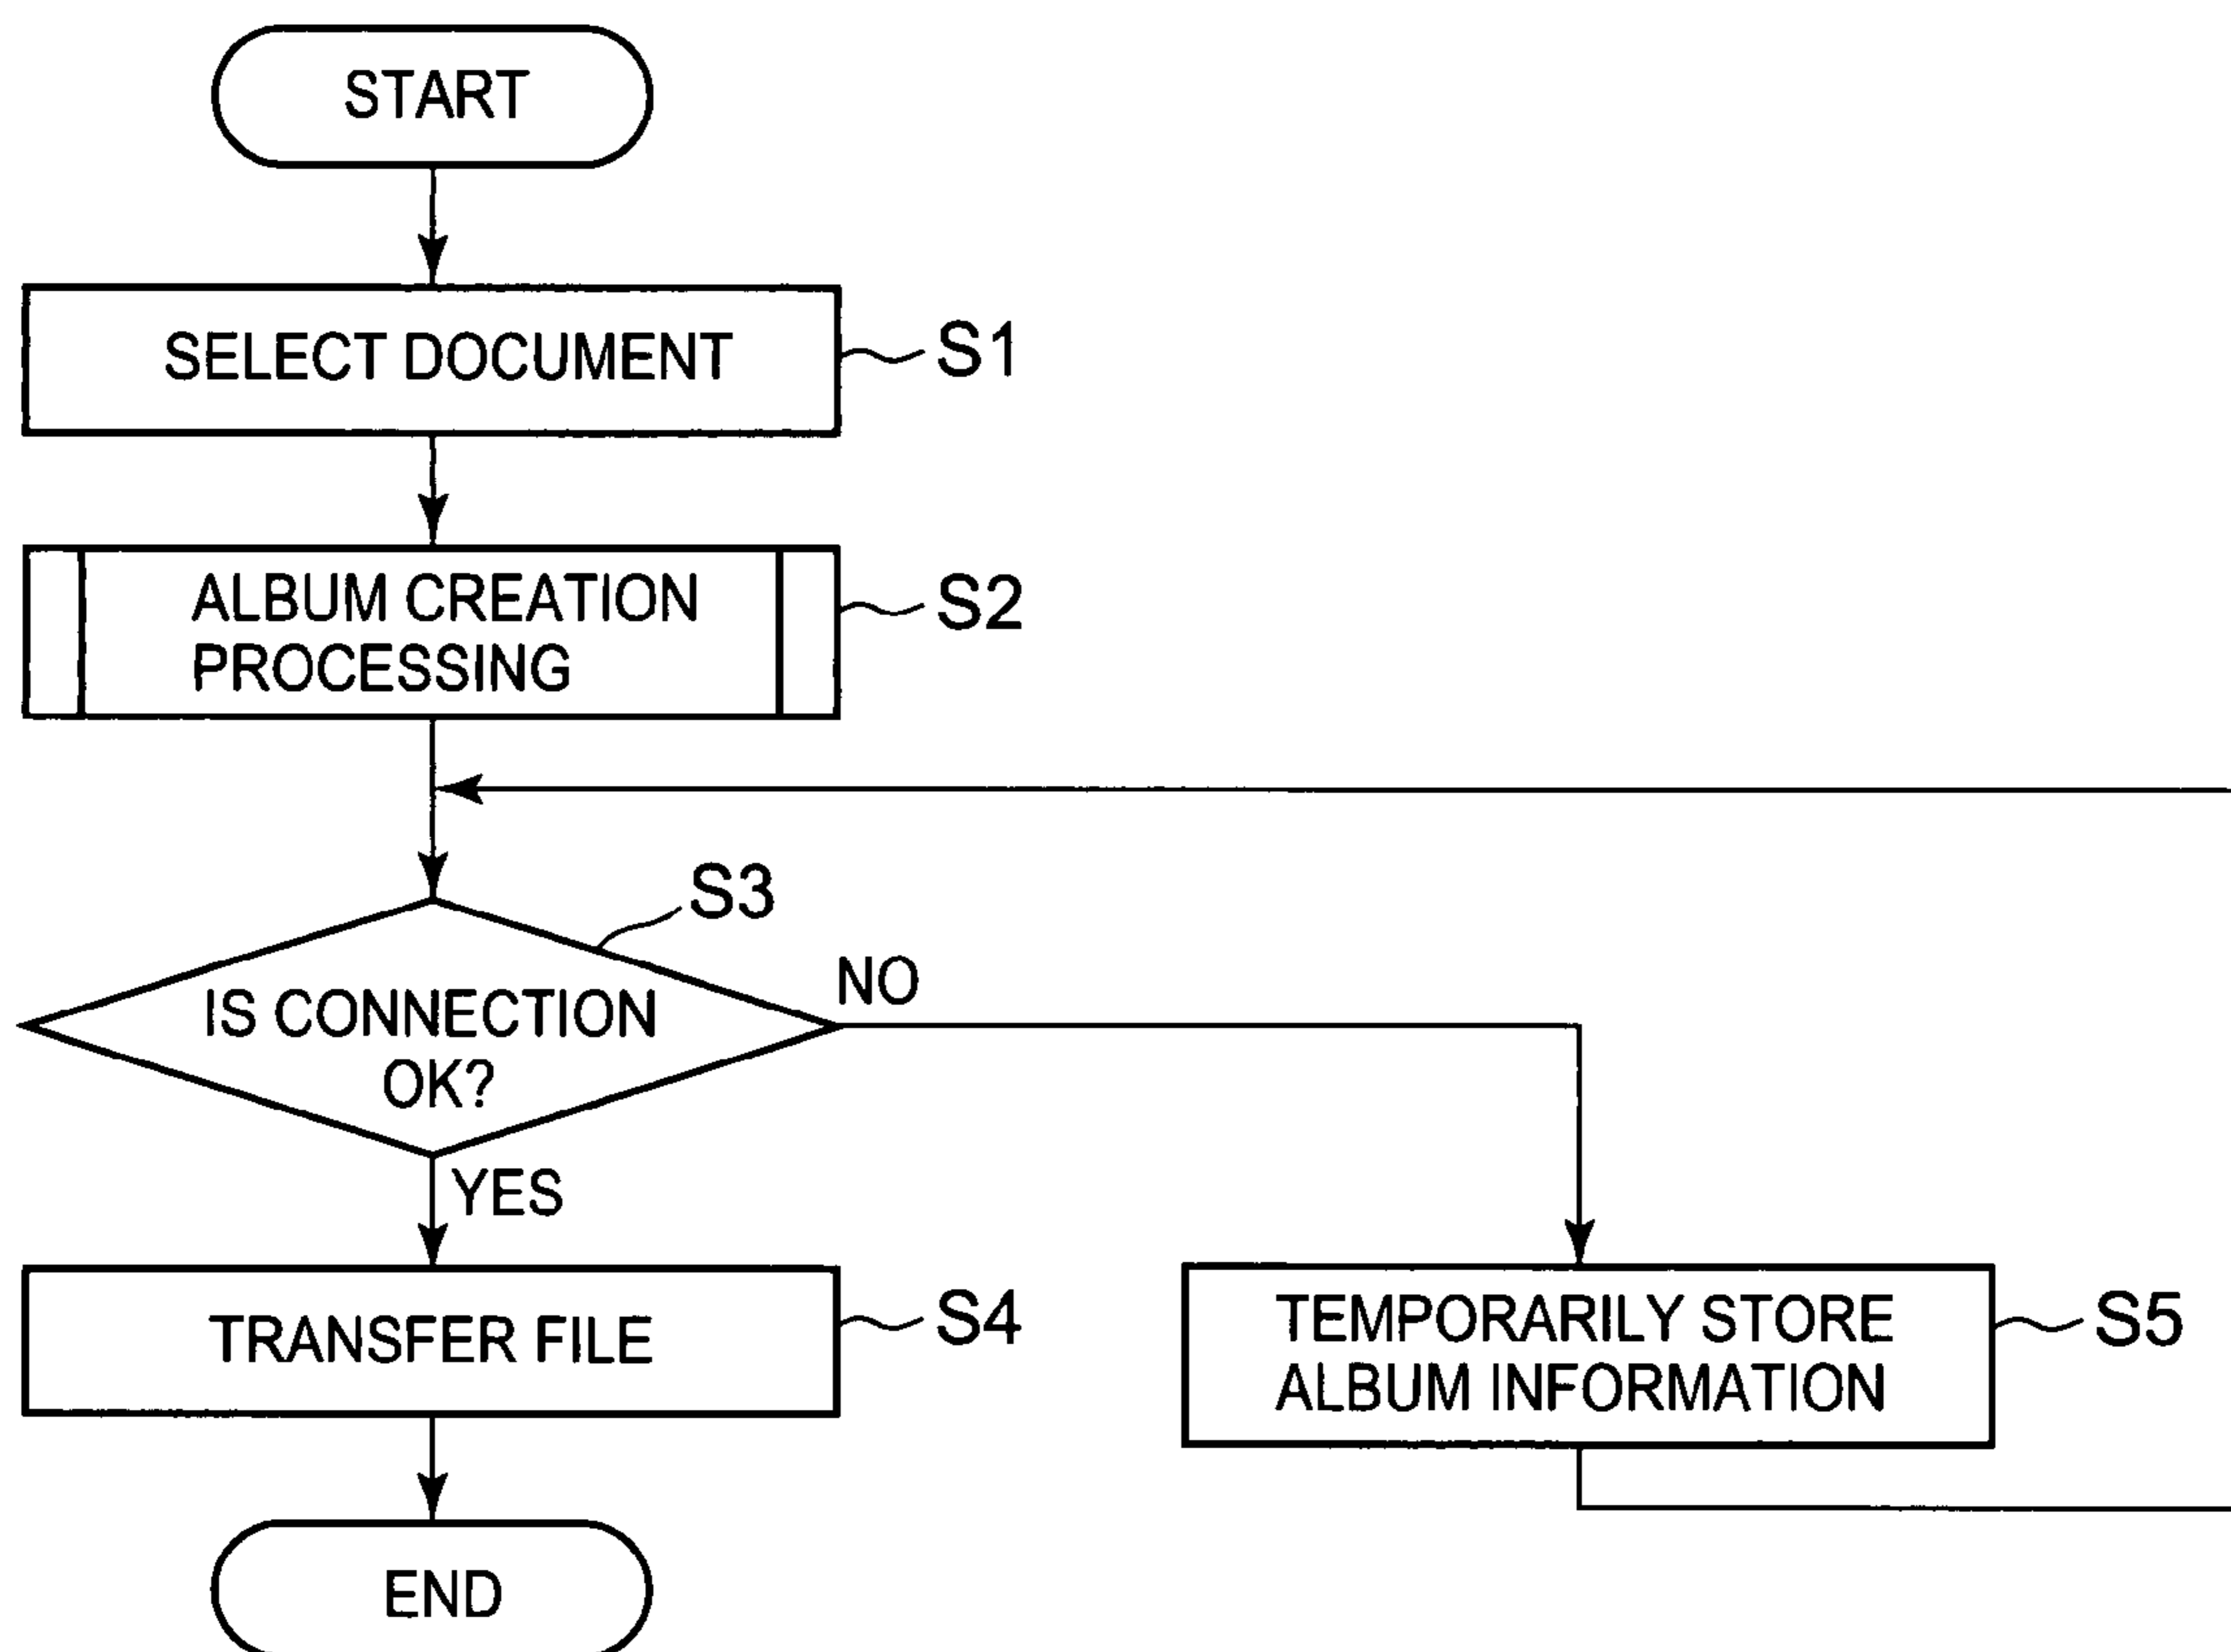 START
SELECT DOCUMENT
S1
ALBUM CREATION
PROCESSING
S2
S3
IS CONNECTION
OK?
NO
YES
TRANSFER FILE
S4
TEMPORARILY STORE
ALBUM INFORMATION
S5
END